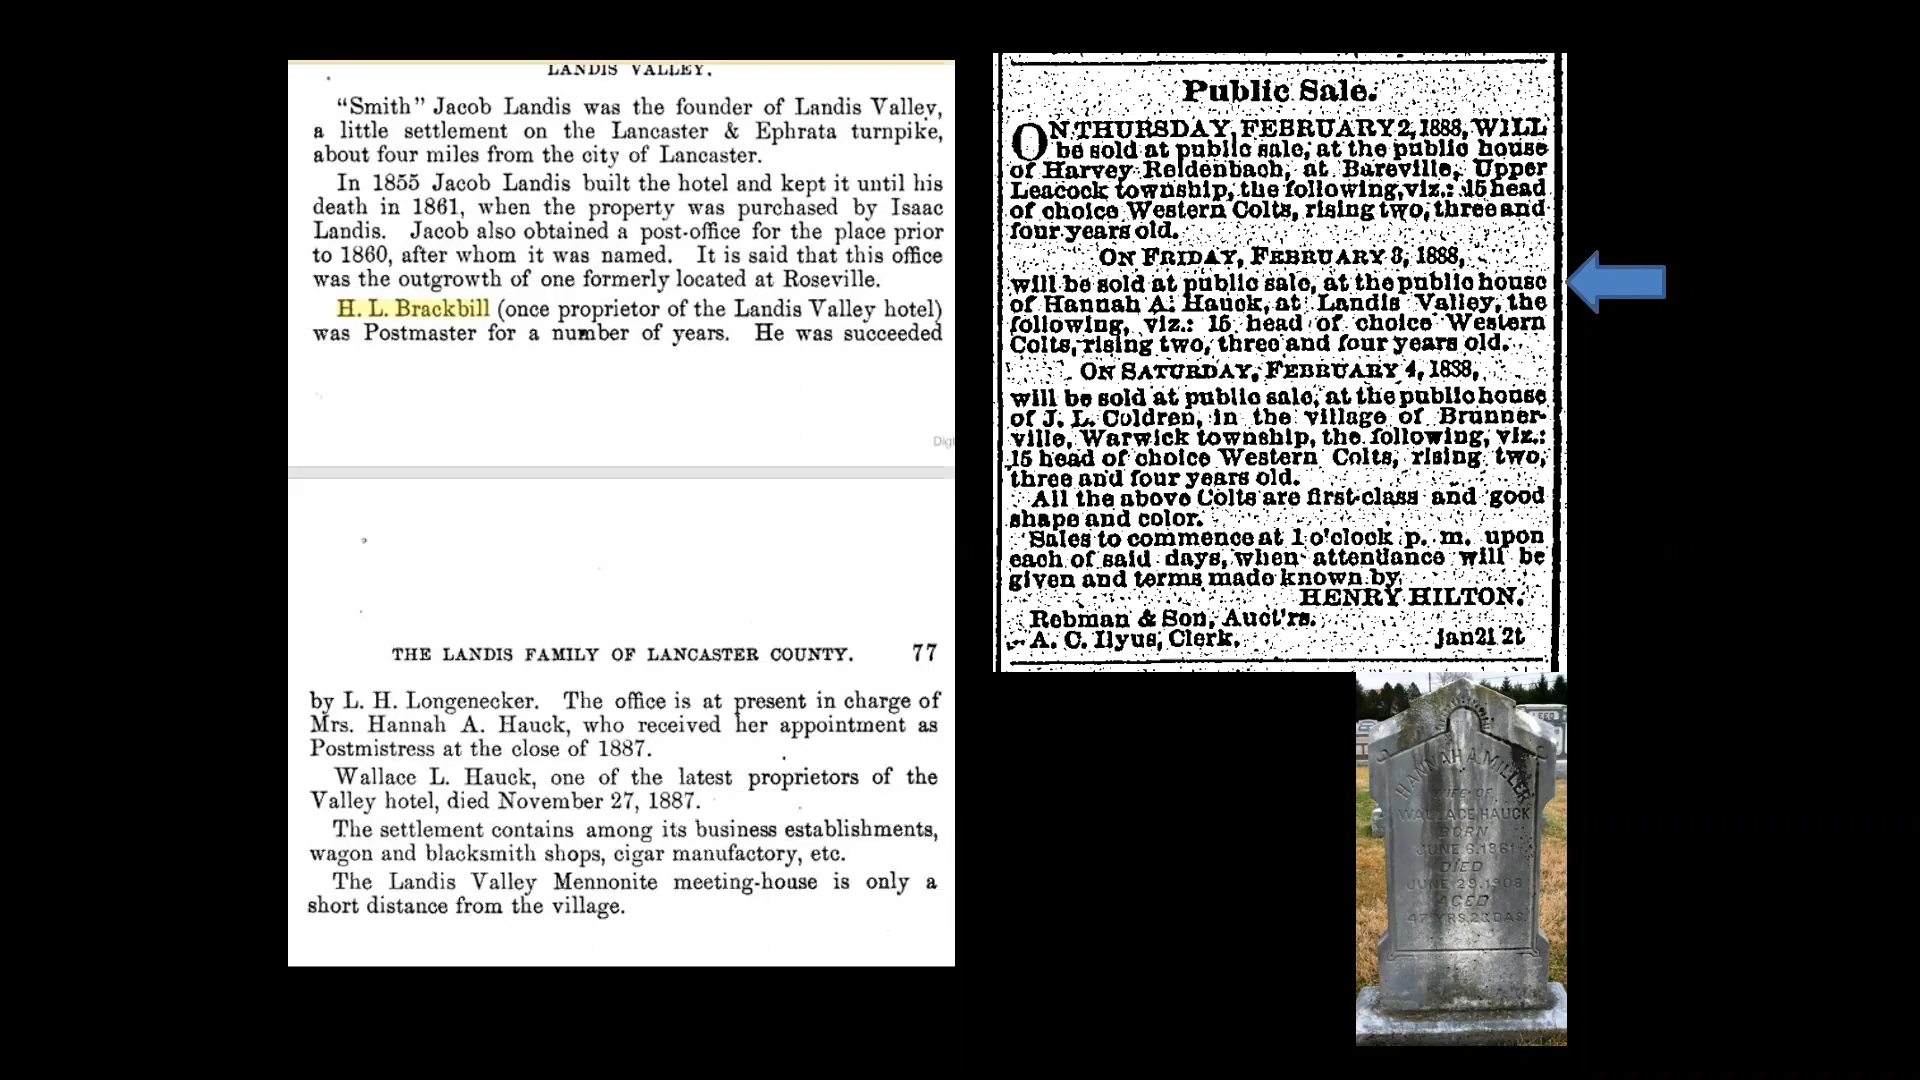 LANDIS VALLEY.
“Smith” Jacob Landis was the founder of Landis Valley,
a little settlement on the Lancaster & Ephrata turnpike,
about four miles from the city of Lancaster.
In 1855 Jacob Landis built the hotel and kept it until his
death in 1861, when the property was purchased by Isaac
Landis. Jacob also obtained a post-office for the place prior
to 1860, after whom it was named. It is said that this office
was the outgrowth of one formerly located at Roseville.
H. L. Brackbill (once proprietor of the Landis Valley hotel)
was Postmaster for a number of years. He was succeeded
Digi
THE LANDIS FAMILY OF LANCASTER COUNTY. 77
by L. H. Longenecker. The office is at present in charge of
Mrs. Hannah A. Hauck, who received her appointment as
Postmistress at the close of 1887.
Wallace L. Hauck, one of the latest proprietors of the
Valley hotel, died November 27, 1887.
The settlement contains among its business establishments,
wagon and blacksmith shops, cigar manufactory, etc.
The Landis Valley Mennonite meeting-house is only a
short distance from the village.
Public Sale.
ON THURSDAY, FEBRUARY 2, 1888, WILL
be sold at public sale, at the public house
of Harvey Reidenbach, at Bareville, Upper
Leacock township, the following, viz.: 15 head
of choice Western Colts, rising two, three and
four years old.
ON FRIDAY, FEBRUARY 3, 1888,
will be sold at public sale, at the public house
of Hannah A. Hauck, at Landis Valley, the
following, viz.: 15 head of choice Western
Colts, rising two, three and four years old.
ON SATURDAY, FEBRUARY 4, 1888,
will be sold at public sale, at the public house
of J. L. Coldren, in the village of Brunner-
ville, Warwick township, the following, viz.:
15 head of choice Western Colts, rising two,
three and four years old.
All the above Colts are first-class and good
shape and color.
Sales to commence at 1 o'clock p. m. upon
each of said days, when attendance will be
given and terms made known by
HENRY HILTON.
Rebman & Son, Auct'rs.
A. C. Ilyus, Clerk. jan21 2t
HANNAH A. MILLER
WIFE OF
WALLACE HAUCK
BORN
JUNE 6, 1861
DIED
JUNE 29, 1908
AGED
47 YRS. 23 DAS.